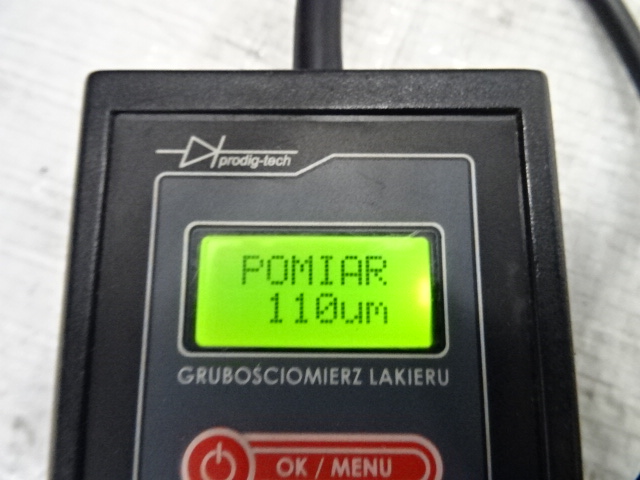 prodig-tech
POMIAR
110um
GRUBOŚCIOMIERZ LAKIERU
OK / MENU